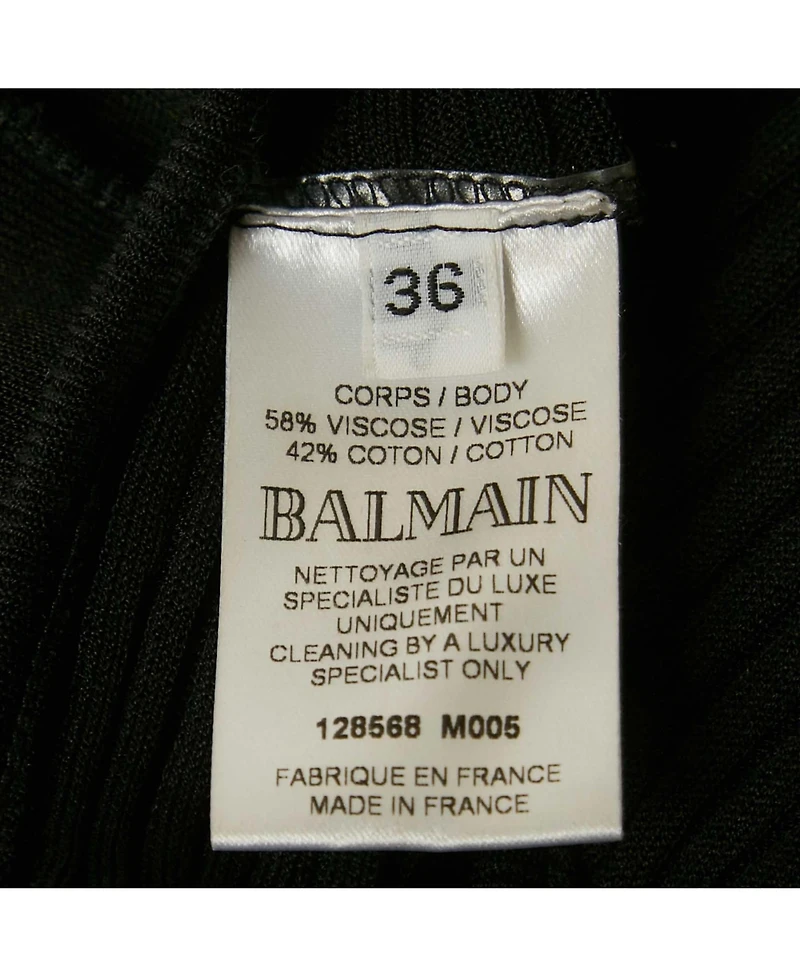 36
CORPS / BODY
58% VISCOSE / VISCOSE
42% COTON / COTTON
BALMAIN
NETTOYAGE PAR UN
SPECIALISTE DU LUXE
UNIQUEMENT
CLEANING BY A LUXURY
SPECIALIST ONLY
128568 M005
FABRIQUE EN FRANCE
MADE IN FRANCE